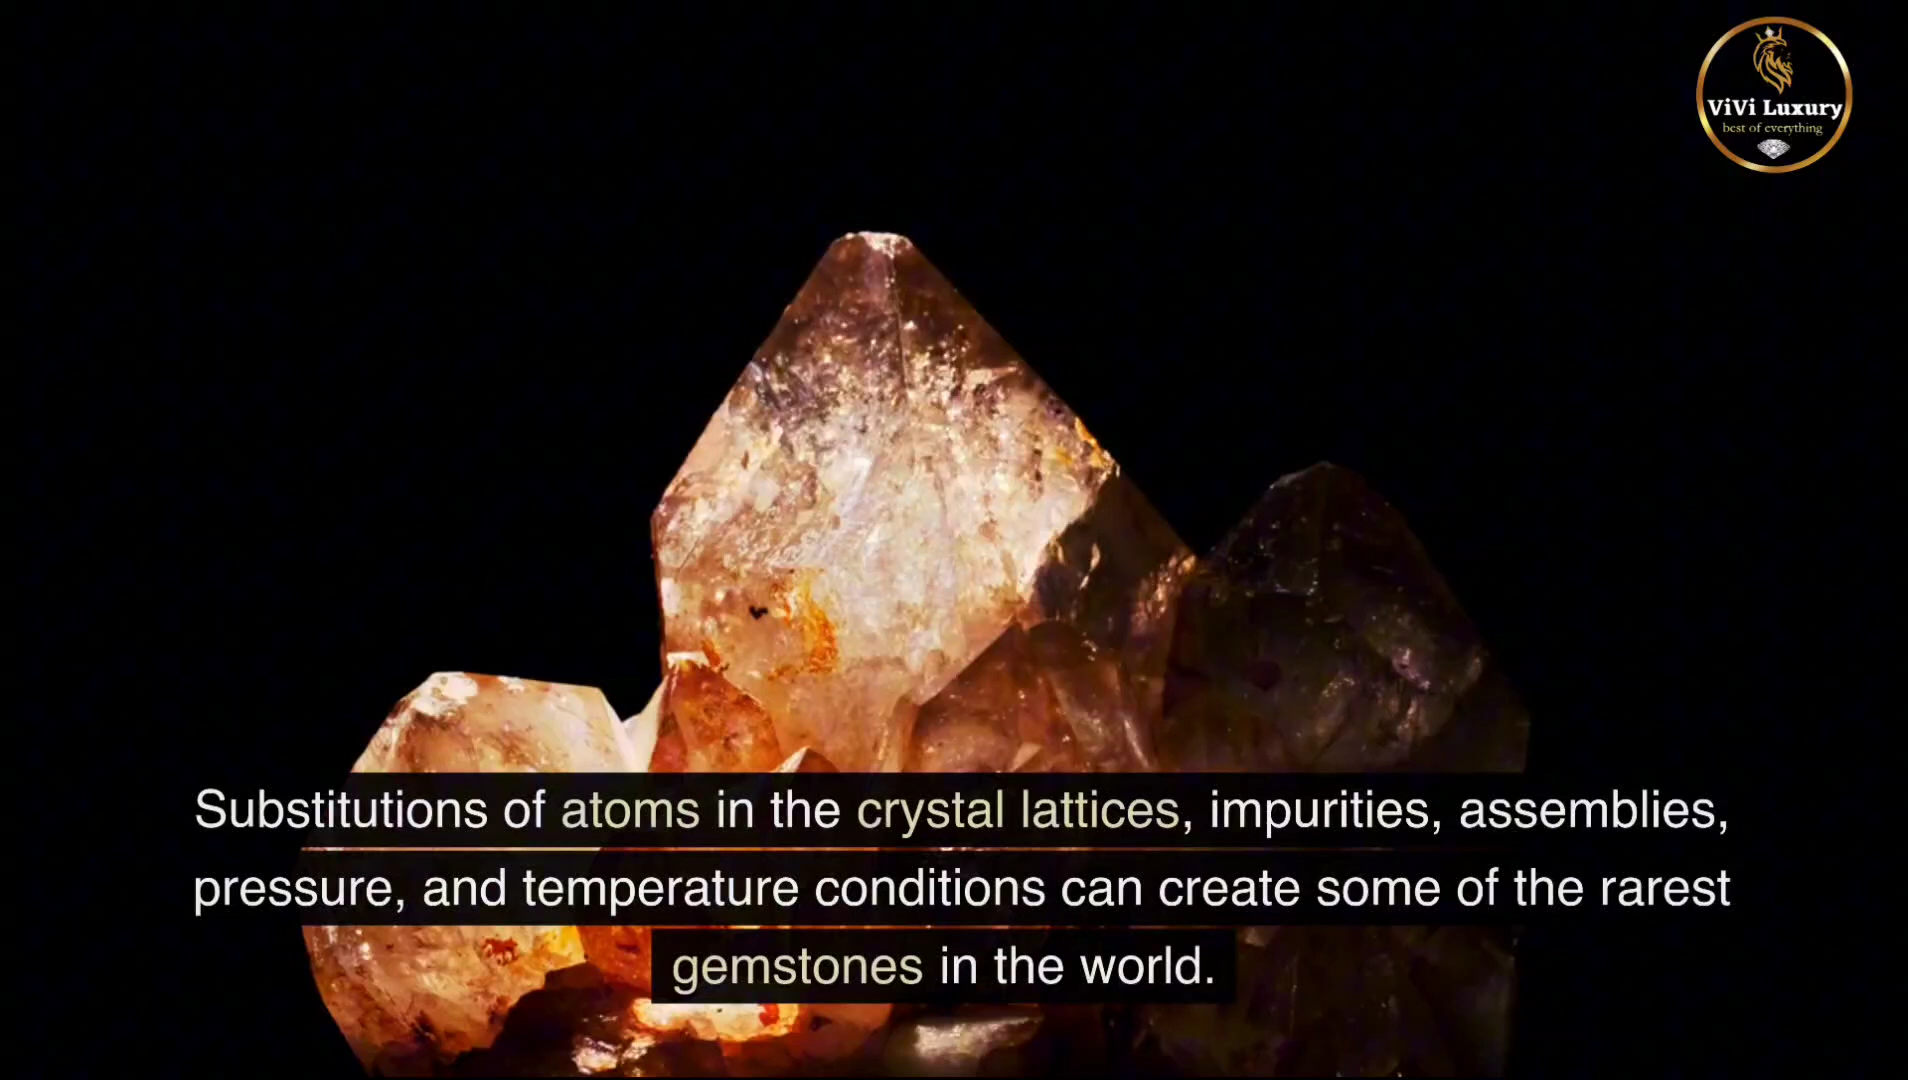 ViVi Luxury
best of everything
Substitutions of atoms in the crystal lattices, impurities, assemblies,
pressure, and temperature conditions can create some of the rarest
gemstones in the world.